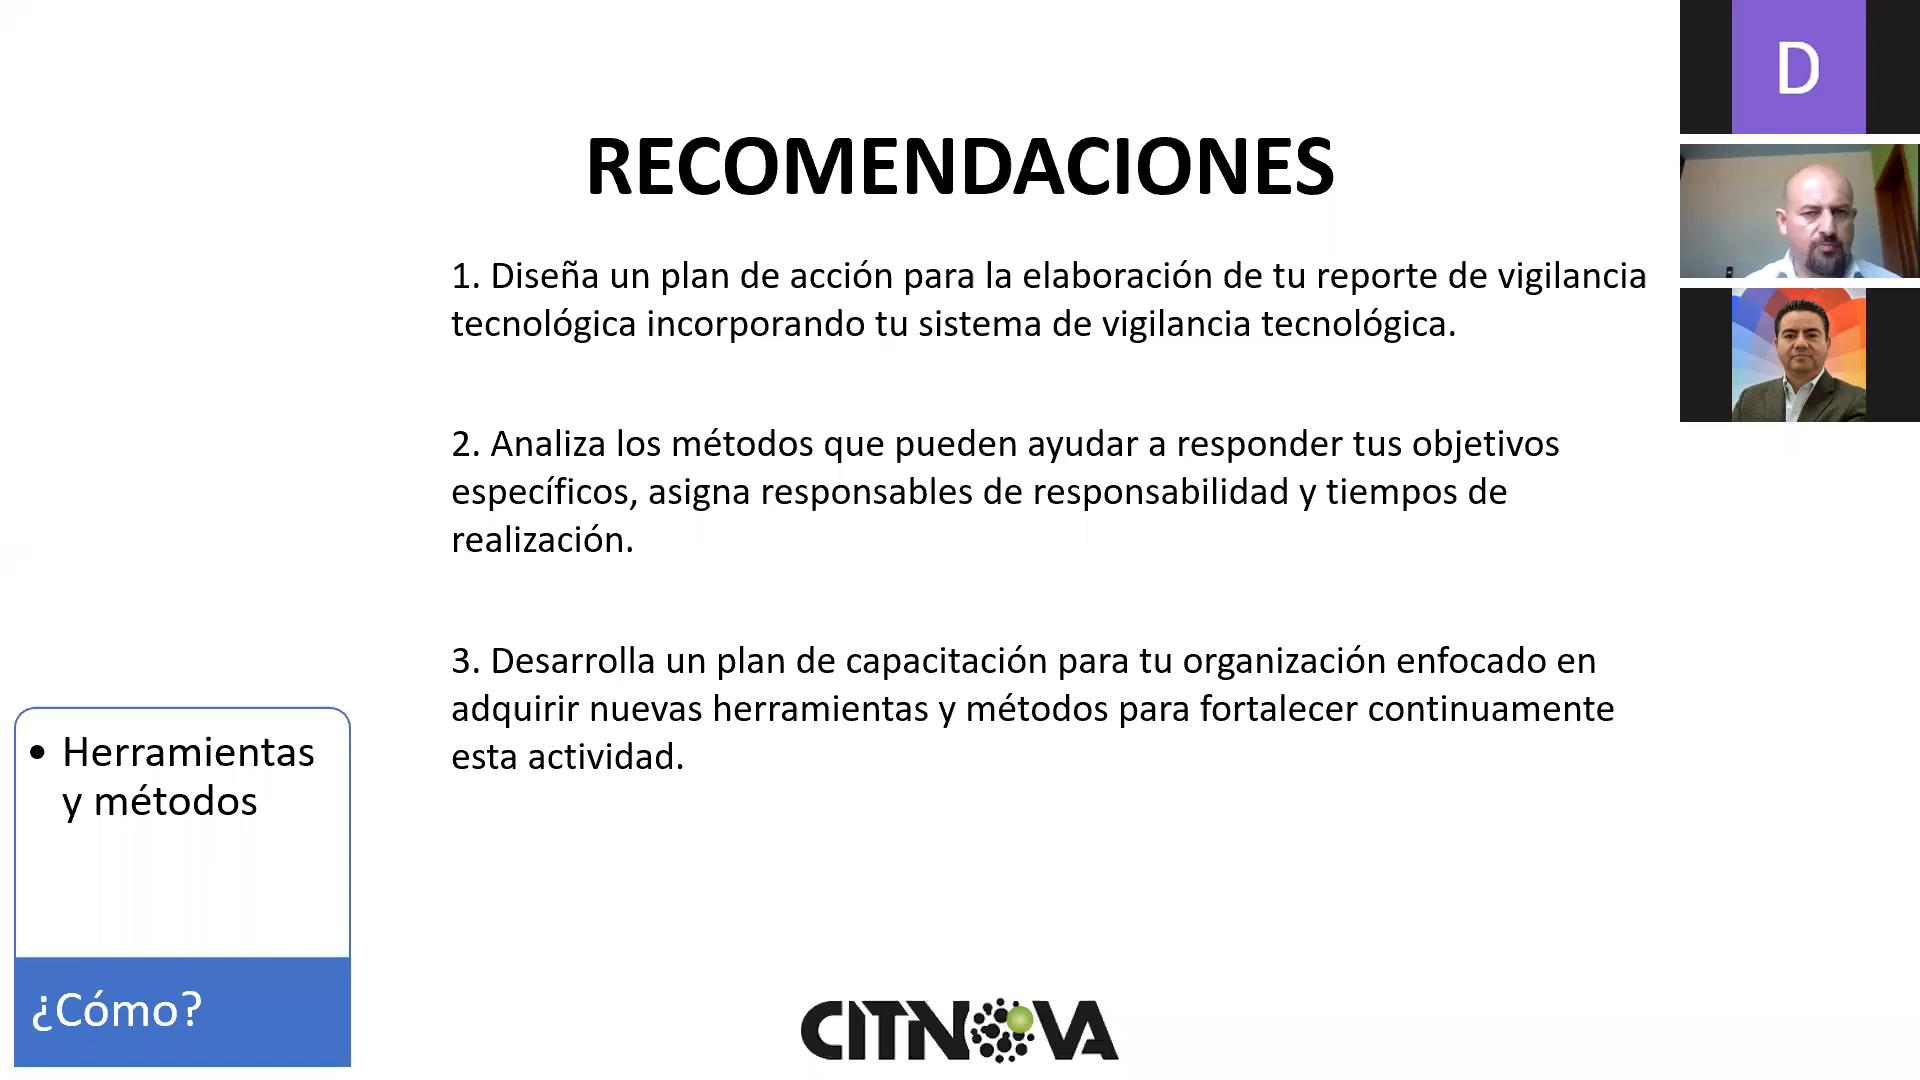 RECOMENDACIONES
1. Diseña un plan de acción para la elaboración de tu reporte de vigilancia
tecnológica incorporando tu sistema de vigilancia tecnológica.
2. Analiza los métodos que pueden ayudar a responder tus objetivos
específicos, asigna responsables de responsabilidad y tiempos de
realización.
3. Desarrolla un plan de capacitación para tu organización enfocado en
adquirir nuevas herramientas y métodos para fortalecer continuamente
esta actividad.
• Herramientas
y métodos
¿Cómo?
CITNOVA
D